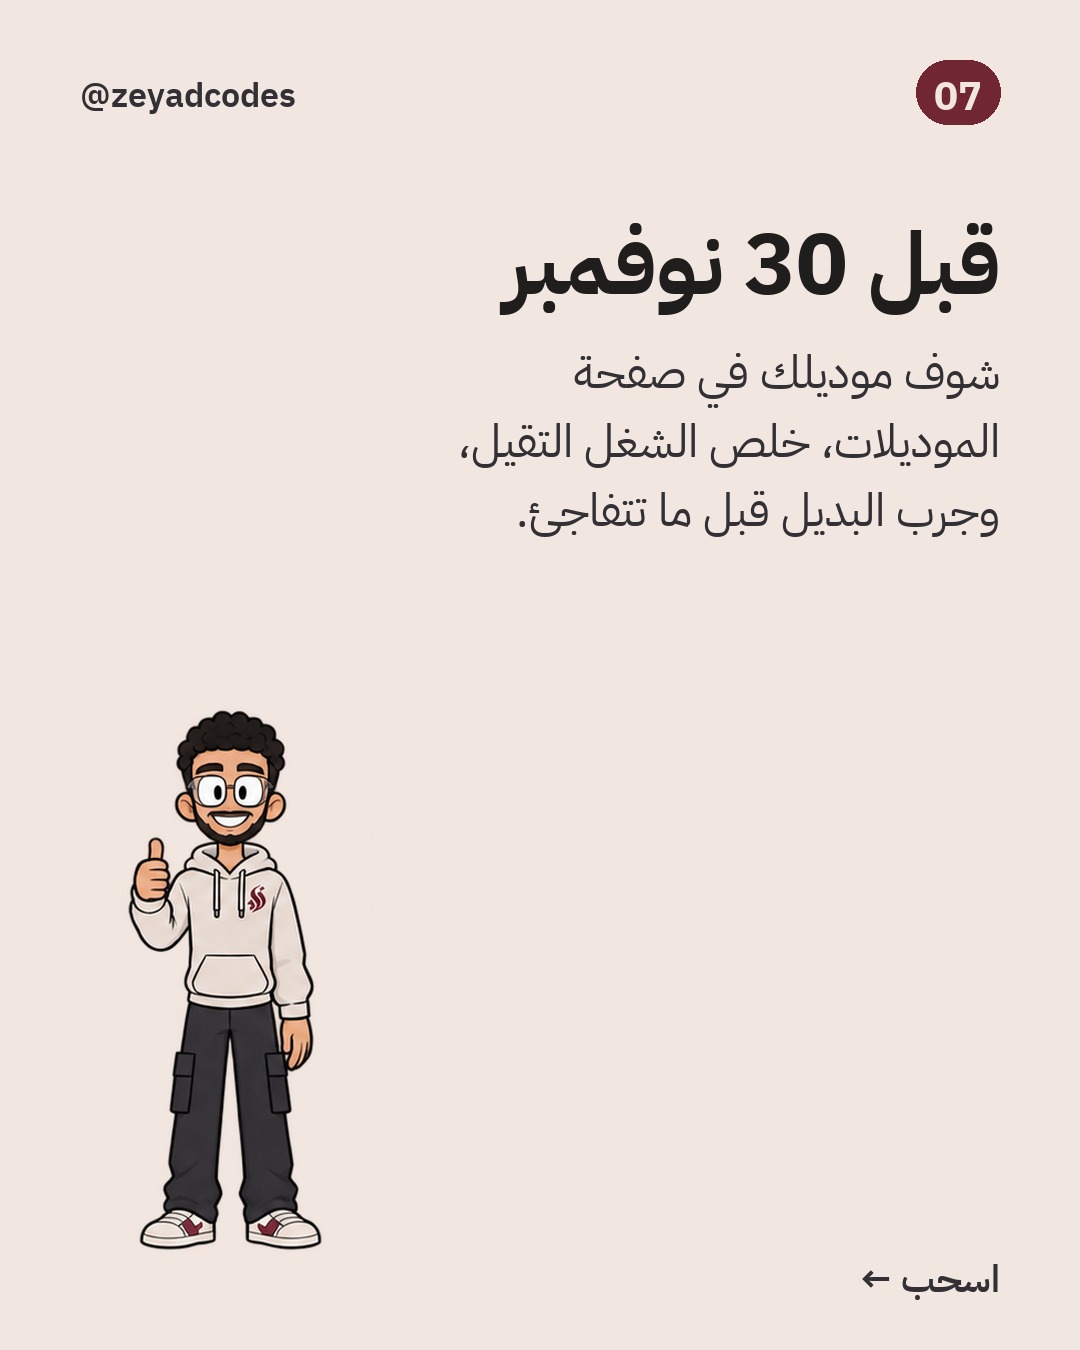 @zeyadcodes
07
قبل 30 نوفمبر
شوف موديلك في صفحة
الموديلات، خلص الشغل التقيل،
وجرب البديل قبل ما تتفاجئ.
اسحب ←